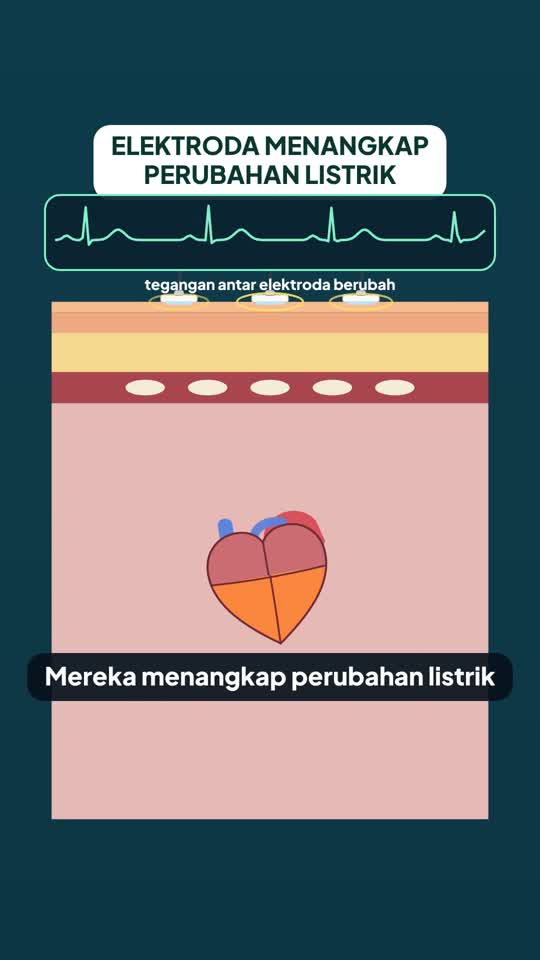 ELEKTRODA MENANGKAP
PERUBAHAN LISTRIK
tegangan antar elektroda berubah
Mereka menangkap perubahan listrik